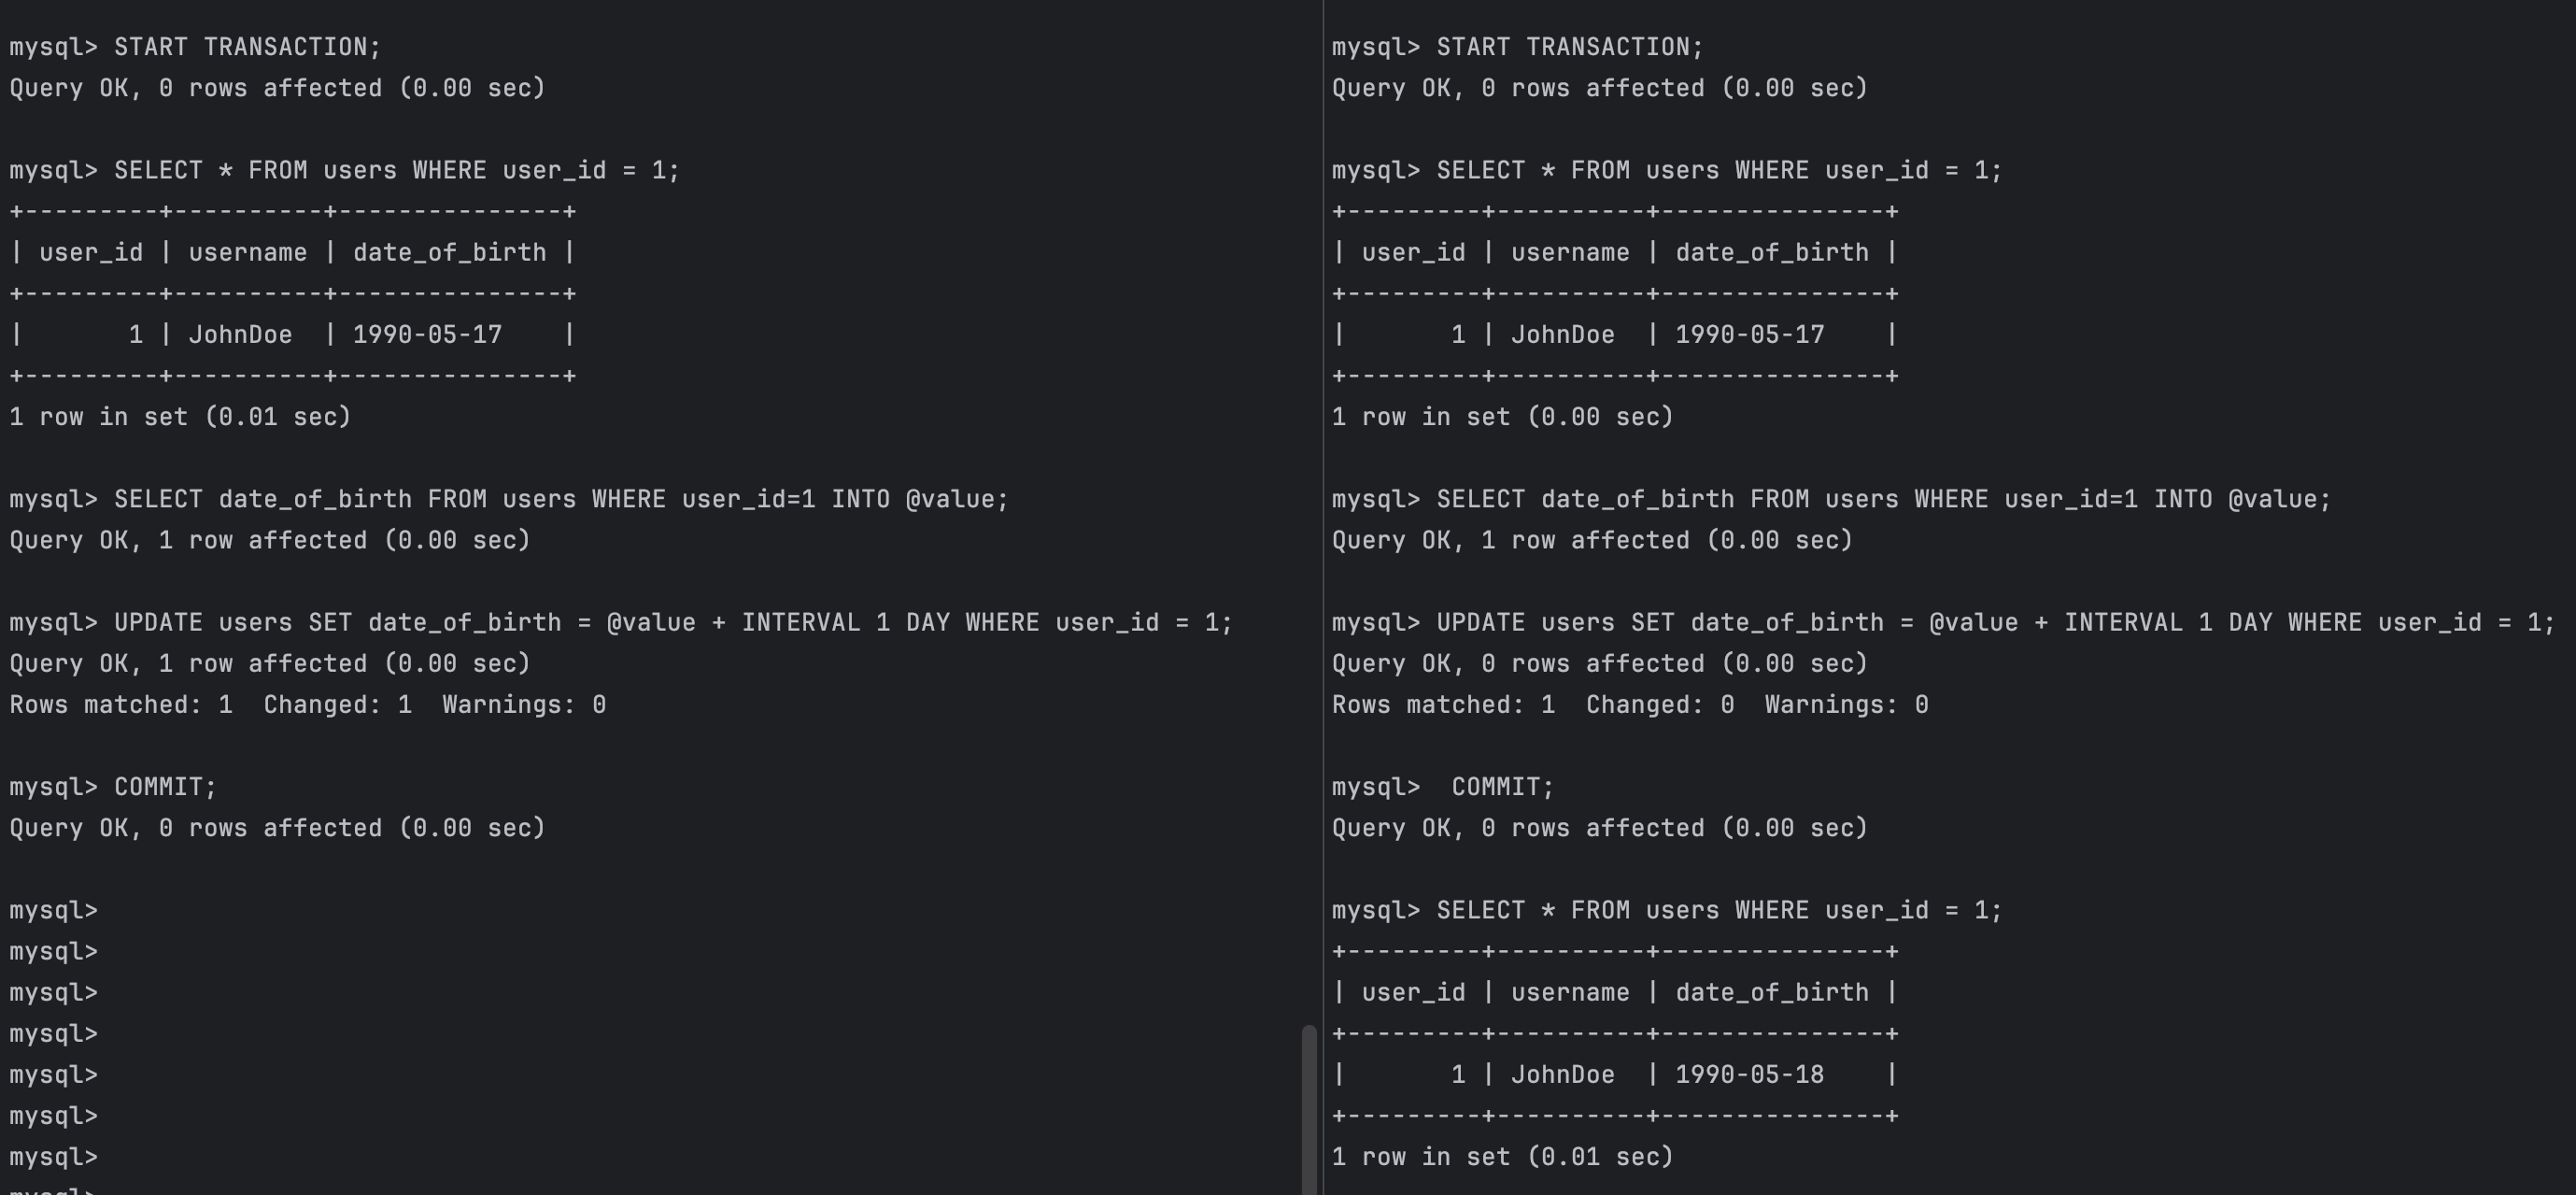 mysql> START TRANSACTION;
Query OK, 0 rows affected (0.00 sec)
mysql> SELECT * FROM users WHERE user_id = 1;
+---------+----------+---------------+
| user_id | username | date_of_birth |
+---------+----------+---------------+
|       1 | JohnDoe  | 1990-05-17    |
+---------+----------+---------------+
1 row in set (0.01 sec)
mysql> SELECT date_of_birth FROM users WHERE user_id=1 INTO @value;
Query OK, 1 row affected (0.00 sec)
mysql> UPDATE users SET date_of_birth = @value + INTERVAL 1 DAY WHERE user_id = 1;
Query OK, 1 row affected (0.00 sec)
Rows matched: 1  Changed: 1  Warnings: 0
mysql> COMMIT;
Query OK, 0 rows affected (0.00 sec)
mysql>
mysql>
mysql>
mysql>
mysql>
mysql>
mysql>
mysql>
mysql> START TRANSACTION;
Query OK, 0 rows affected (0.00 sec)
mysql> SELECT * FROM users WHERE user_id = 1;
+---------+----------+---------------+
| user_id | username | date_of_birth |
+---------+----------+---------------+
|       1 | JohnDoe  | 1990-05-17    |
+---------+----------+---------------+
1 row in set (0.00 sec)
mysql> SELECT date_of_birth FROM users WHERE user_id=1 INTO @value;
Query OK, 1 row affected (0.00 sec)
mysql> UPDATE users SET date_of_birth = @value + INTERVAL 1 DAY WHERE user_id = 1;
Query OK, 0 rows affected (0.00 sec)
Rows matched: 1  Changed: 0  Warnings: 0
mysql>  COMMIT;
Query OK, 0 rows affected (0.00 sec)
mysql> SELECT * FROM users WHERE user_id = 1;
+---------+----------+---------------+
| user_id | username | date_of_birth |
+---------+----------+---------------+
|       1 | JohnDoe  | 1990-05-18    |
+---------+----------+---------------+
1 row in set (0.01 sec)